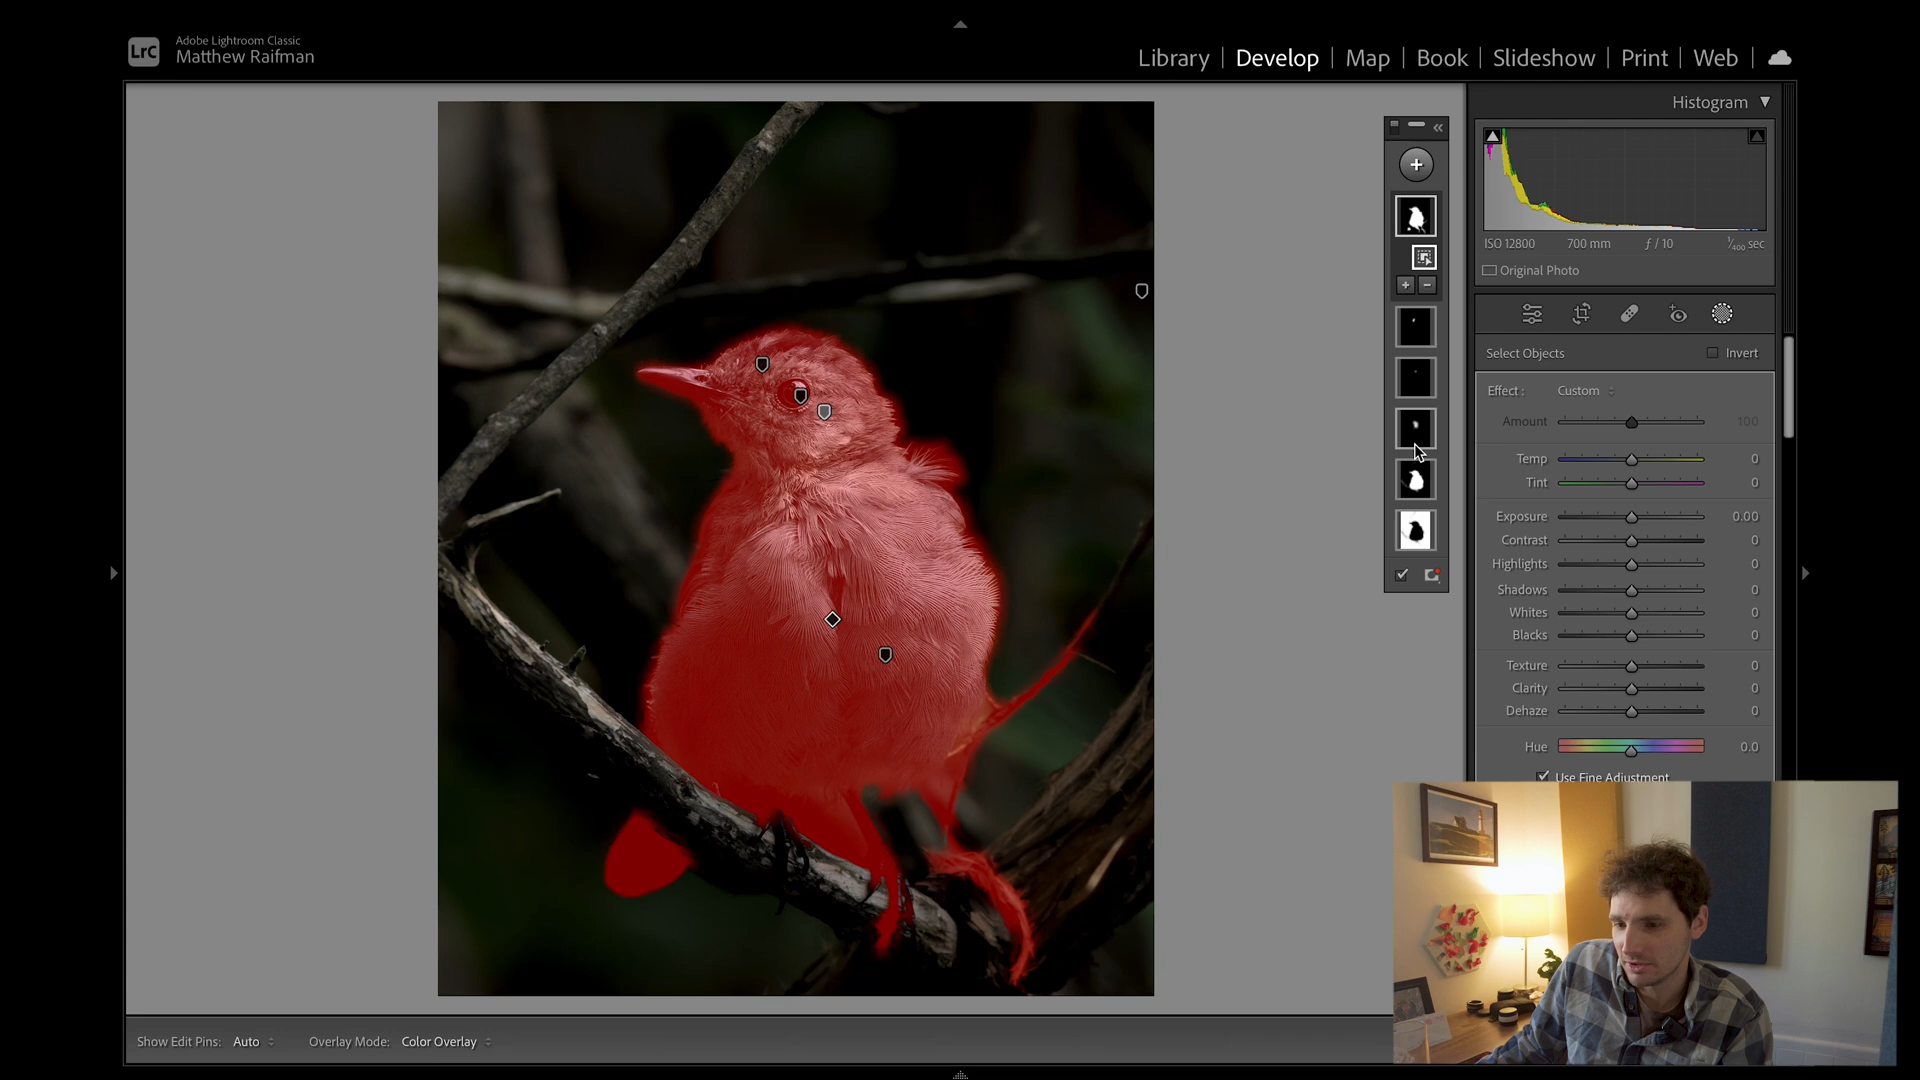 LrC
Adobe Lightroom Classic
Matthew Raifman
Library | Develop | Map | Book | Slideshow | Print | Web
Histogram
ISO 12800 700 mm ƒ / 10 1/400 sec
Original Photo
Select Objects Invert
Effect : Custom
Amount 100
Temp 0
Tint 0
Exposure 0.00
Contrast 0
Highlights 0
Shadows 0
Whites 0
Blacks 0
Texture 0
Clarity 0
Dehaze 0
Hue 0.0
Use Fine Adjustment
Show Edit Pins: Auto Overlay Mode: Color Overlay